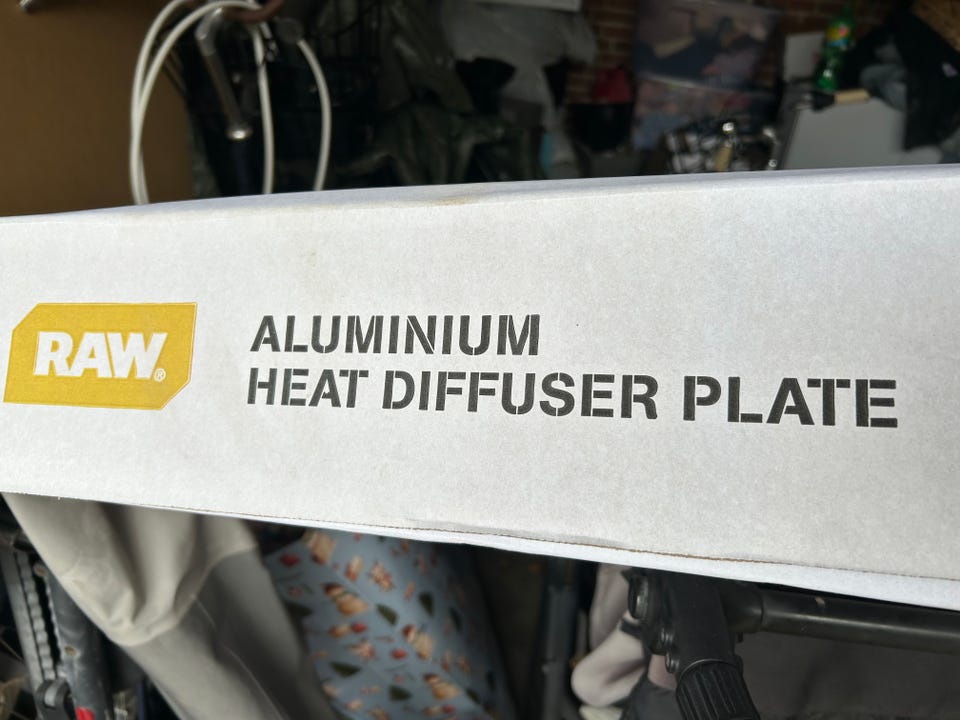 RAW®
ALUMINIUM
HEAT DIFFUSER PLATE